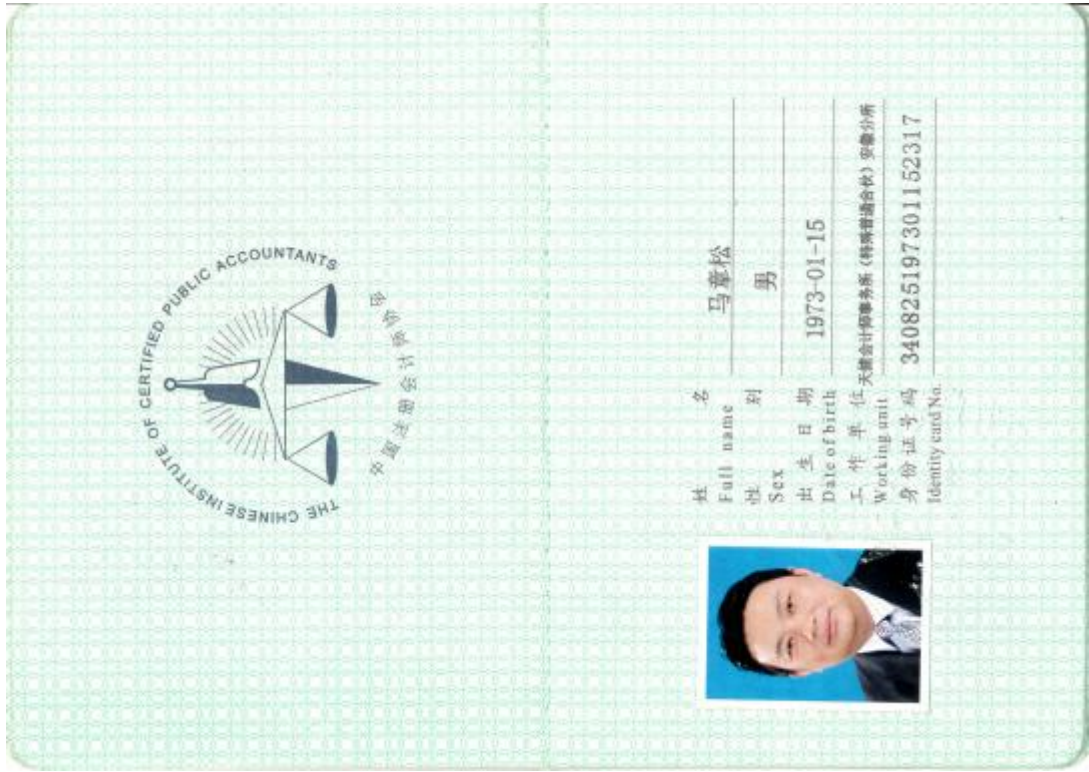 THE CHINESE INSTITUTE OF CERTIFIED PUBLIC ACCOUNTANTS
中国注册会计师协会
姓 名 马章松
Full name
性 别 男
Sex
出 生 日 期 1973-01-15
Date of birth
工 作 单 位 天健会计师事务所（特殊普通合伙）安徽分所
Working unit
身 份 证 号 码 340825197301152317
Identity card No.